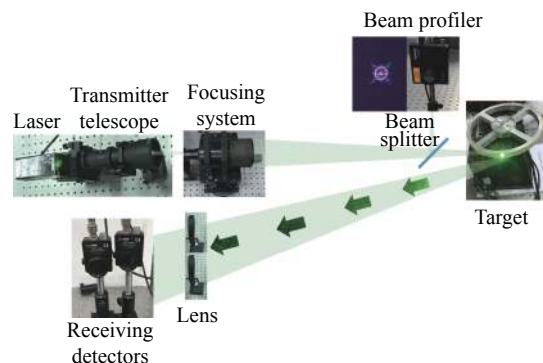 Beam profiler
Transmitter
telescope
Focusing
system
Laser
Beam
splitter
Target
Receiving
detectors
Lens